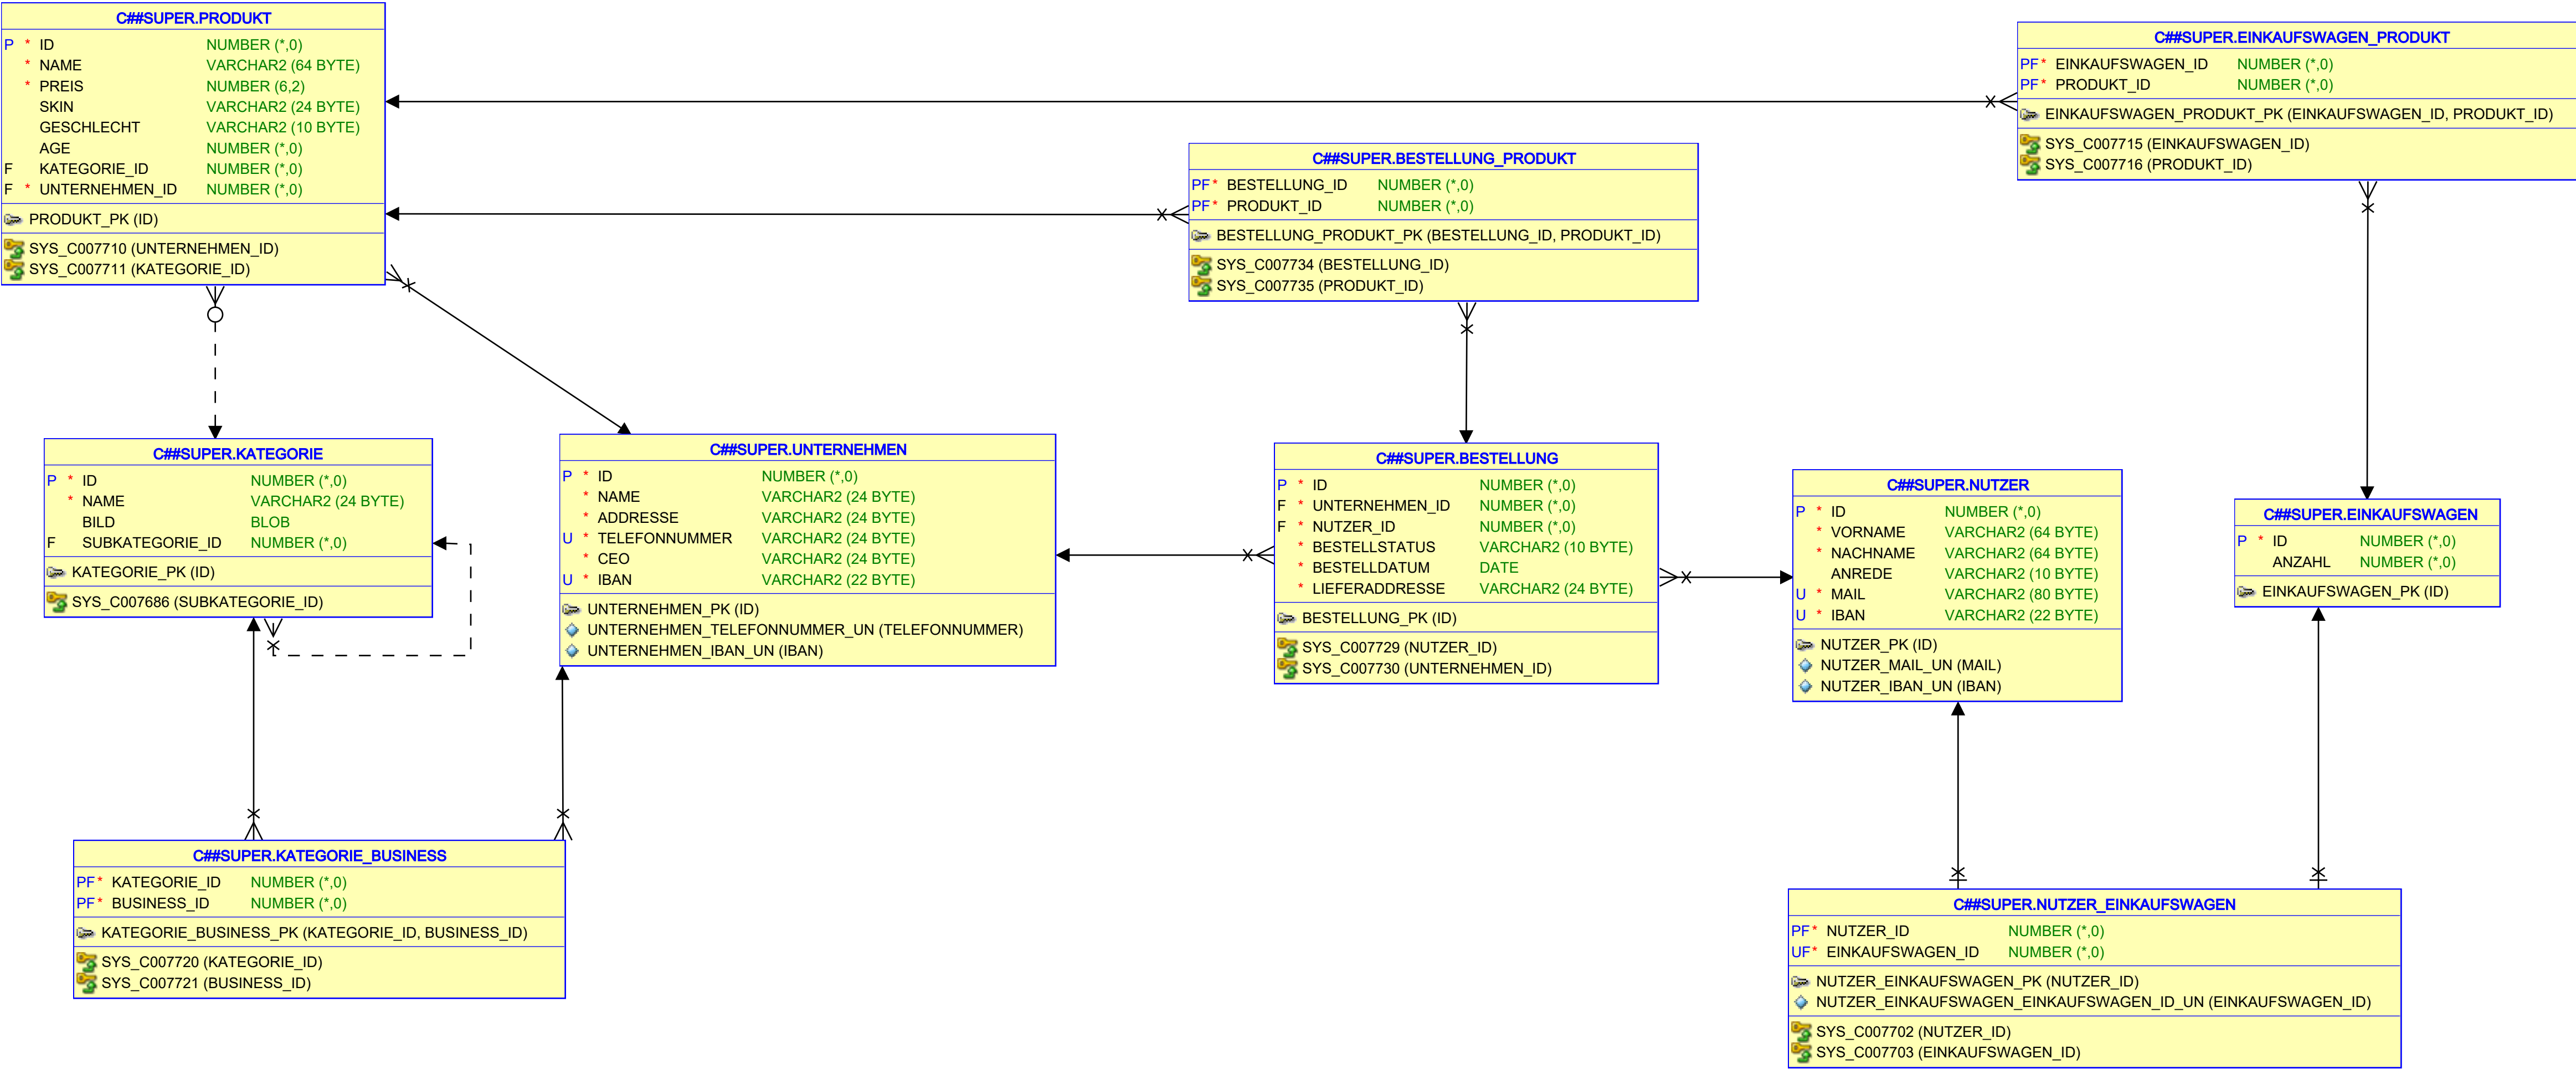 C##SUPER.PRODUKT
P * ID NUMBER (*,0)
* NAME VARCHAR2 (64 BYTE)
* PREIS NUMBER (6,2)
SKIN VARCHAR2 (24 BYTE)
GESCHLECHT VARCHAR2 (10 BYTE)
AGE NUMBER (*,0)
F KATEGORIE_ID NUMBER (*,0)
F * UNTERNEHMEN_ID NUMBER (*,0)
PRODUKT_PK (ID)
SYS_C007710 (UNTERNEHMEN_ID)
SYS_C007711 (KATEGORIE_ID)
C##SUPER.EINKAUFSWAGEN_PRODUKT
PF* EINKAUFSWAGEN_ID NUMBER (*,0)
PF* PRODUKT_ID NUMBER (*,0)
EINKAUFSWAGEN_PRODUKT_PK (EINKAUFSWAGEN_ID, PRODUKT_ID)
SYS_C007715 (EINKAUFSWAGEN_ID)
SYS_C007716 (PRODUKT_ID)
C##SUPER.BESTELLUNG_PRODUKT
PF* BESTELLUNG_ID NUMBER (*,0)
PF* PRODUKT_ID NUMBER (*,0)
BESTELLUNG_PRODUKT_PK (BESTELLUNG_ID, PRODUKT_ID)
SYS_C007734 (BESTELLUNG_ID)
SYS_C007735 (PRODUKT_ID)
C##SUPER.KATEGORIE
P * ID NUMBER (*,0)
* NAME VARCHAR2 (24 BYTE)
BILD BLOB
F SUBKATEGORIE_ID NUMBER (*,0)
KATEGORIE_PK (ID)
SYS_C007686 (SUBKATEGORIE_ID)
C##SUPER.UNTERNEHMEN
P * ID NUMBER (*,0)
* NAME VARCHAR2 (24 BYTE)
* ADDRESSE VARCHAR2 (24 BYTE)
U * TELEFONNUMMER VARCHAR2 (24 BYTE)
* CEO VARCHAR2 (24 BYTE)
U * IBAN VARCHAR2 (22 BYTE)
UNTERNEHMEN_PK (ID)
UNTERNEHMEN_TELEFONNUMMER_UN (TELEFONNUMMER)
UNTERNEHMEN_IBAN_UN (IBAN)
C##SUPER.BESTELLUNG
P * ID NUMBER (*,0)
F * UNTERNEHMEN_ID NUMBER (*,0)
F * NUTZER_ID NUMBER (*,0)
* BESTELLSTATUS VARCHAR2 (10 BYTE)
* BESTELLDATUM DATE
* LIEFERADDRESSE VARCHAR2 (24 BYTE)
BESTELLUNG_PK (ID)
SYS_C007729 (NUTZER_ID)
SYS_C007730 (UNTERNEHMEN_ID)
C##SUPER.NUTZER
P * ID NUMBER (*,0)
* VORNAME VARCHAR2 (64 BYTE)
* NACHNAME VARCHAR2 (64 BYTE)
ANREDE VARCHAR2 (10 BYTE)
U * MAIL VARCHAR2 (80 BYTE)
U * IBAN VARCHAR2 (22 BYTE)
NUTZER_PK (ID)
NUTZER_MAIL_UN (MAIL)
NUTZER_IBAN_UN (IBAN)
C##SUPER.EINKAUFSWAGEN
P * ID NUMBER (*,0)
ANZAHL NUMBER (*,0)
EINKAUFSWAGEN_PK (ID)
C##SUPER.KATEGORIE_BUSINESS
PF* KATEGORIE_ID NUMBER (*,0)
PF* BUSINESS_ID NUMBER (*,0)
KATEGORIE_BUSINESS_PK (KATEGORIE_ID, BUSINESS_ID)
SYS_C007720 (KATEGORIE_ID)
SYS_C007721 (BUSINESS_ID)
C##SUPER.NUTZER_EINKAUFSWAGEN
PF* NUTZER_ID NUMBER (*,0)
UF* EINKAUFSWAGEN_ID NUMBER (*,0)
NUTZER_EINKAUFSWAGEN_PK (NUTZER_ID)
NUTZER_EINKAUFSWAGEN_EINKAUFSWAGEN_ID_UN (EINKAUFSWAGEN_ID)
SYS_C007702 (NUTZER_ID)
SYS_C007703 (EINKAUFSWAGEN_ID)